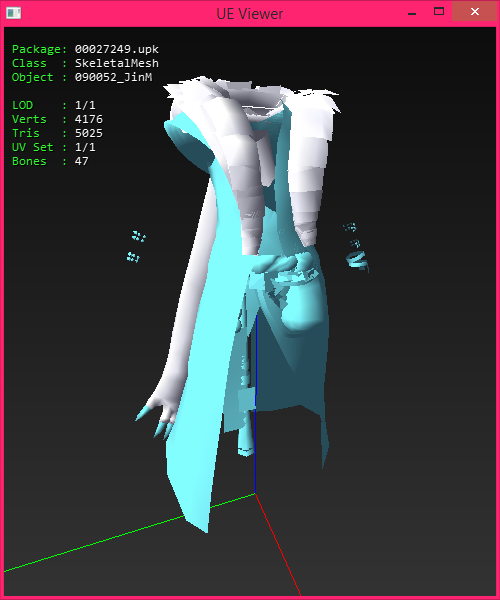 UE Viewer
Package: 00027249.upk
Class  : SkeletalMesh
Object : 090052_JinM
LOD    : 1/1
Verts  : 4176
Tris   : 5025
UV Set : 1/1
Bones  : 47